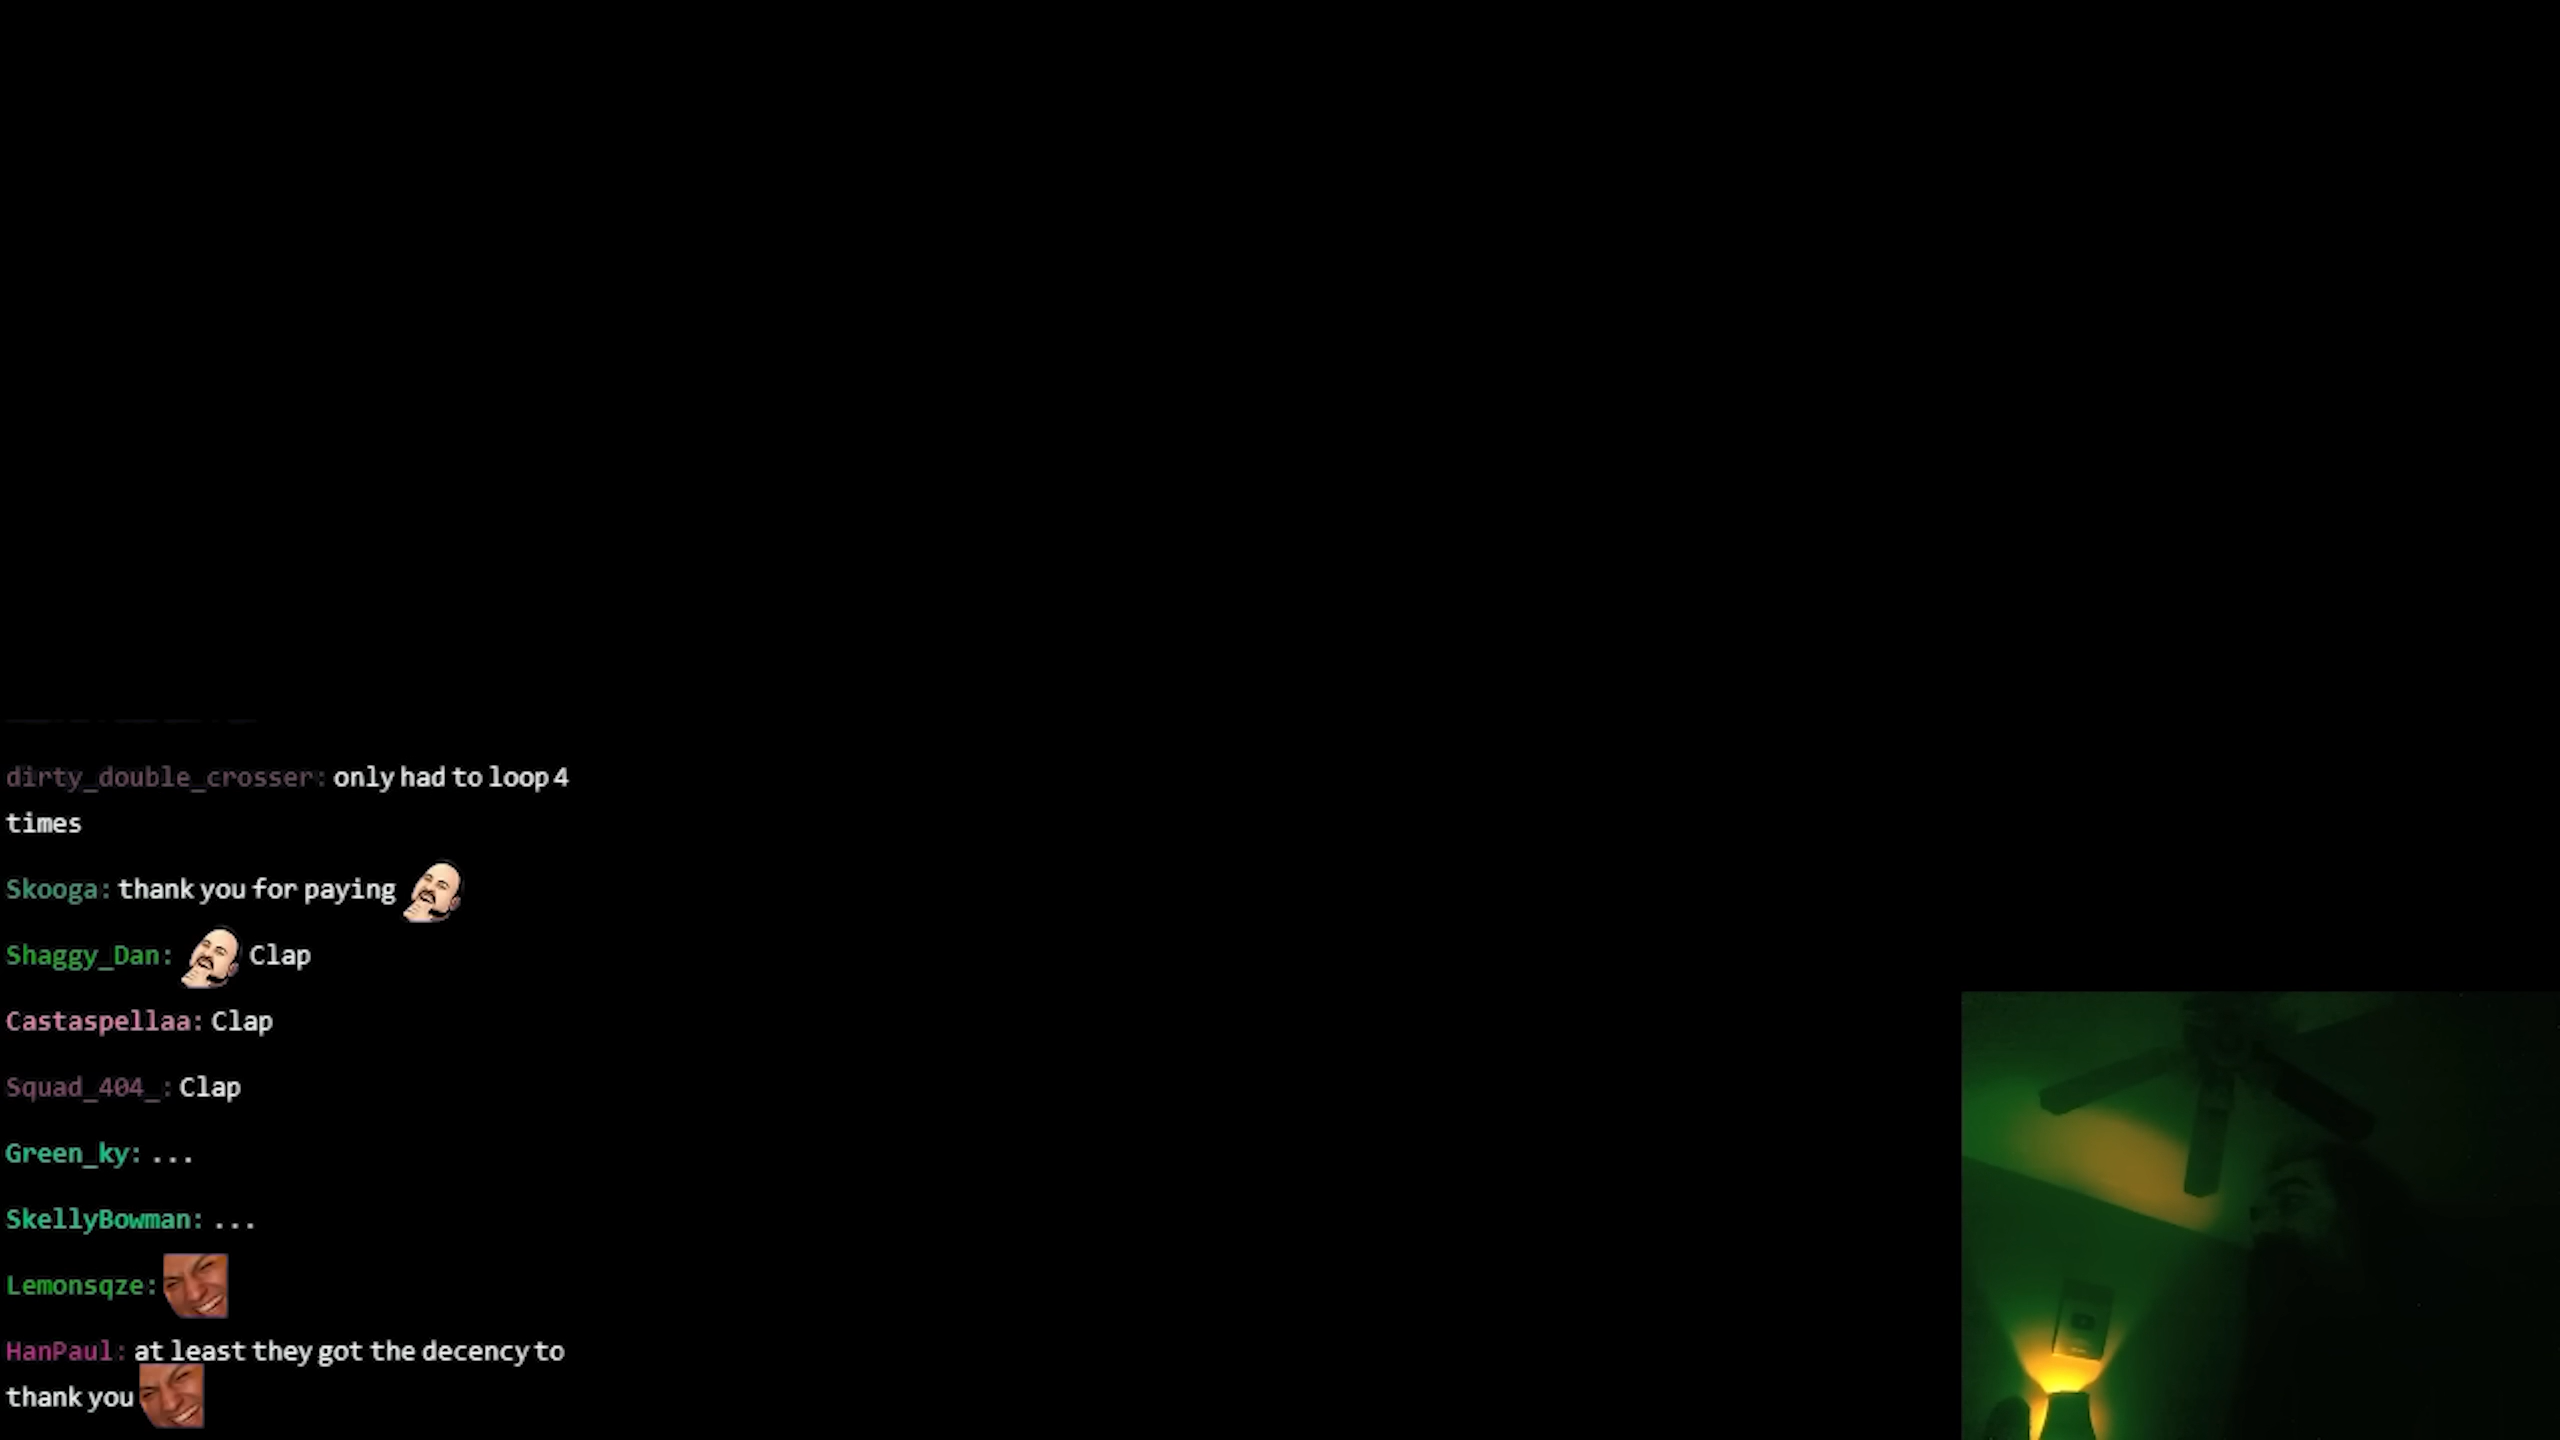 dirty_double_crosser: only had to loop 4
times
Skooga: thank you for paying
Shaggy_Dan: Clap
Castaspellaa: Clap
Squad_404_: Clap
Green_ky: ...
SkellyBowman: ...
Lemonsqze:
HanPaul: at least they got the decency to
thank you